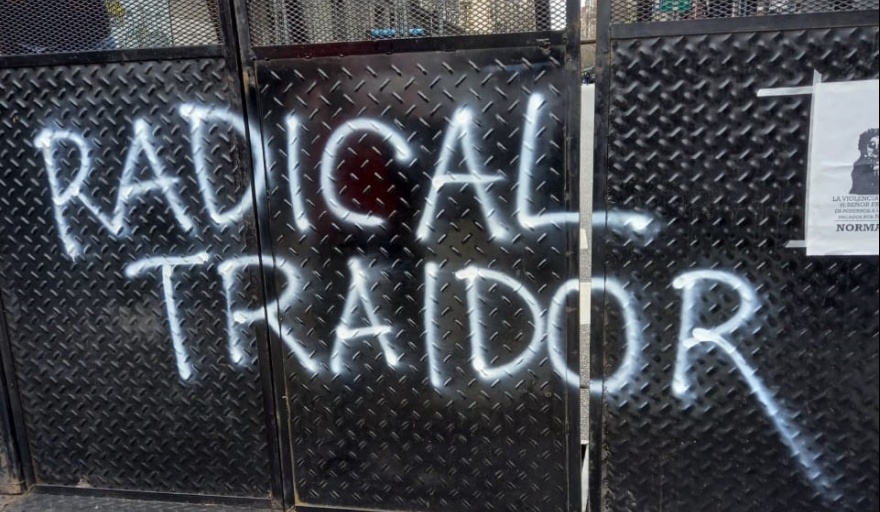 RADICAL
TRAIDOR
LA VIOLENCIA
NORMA